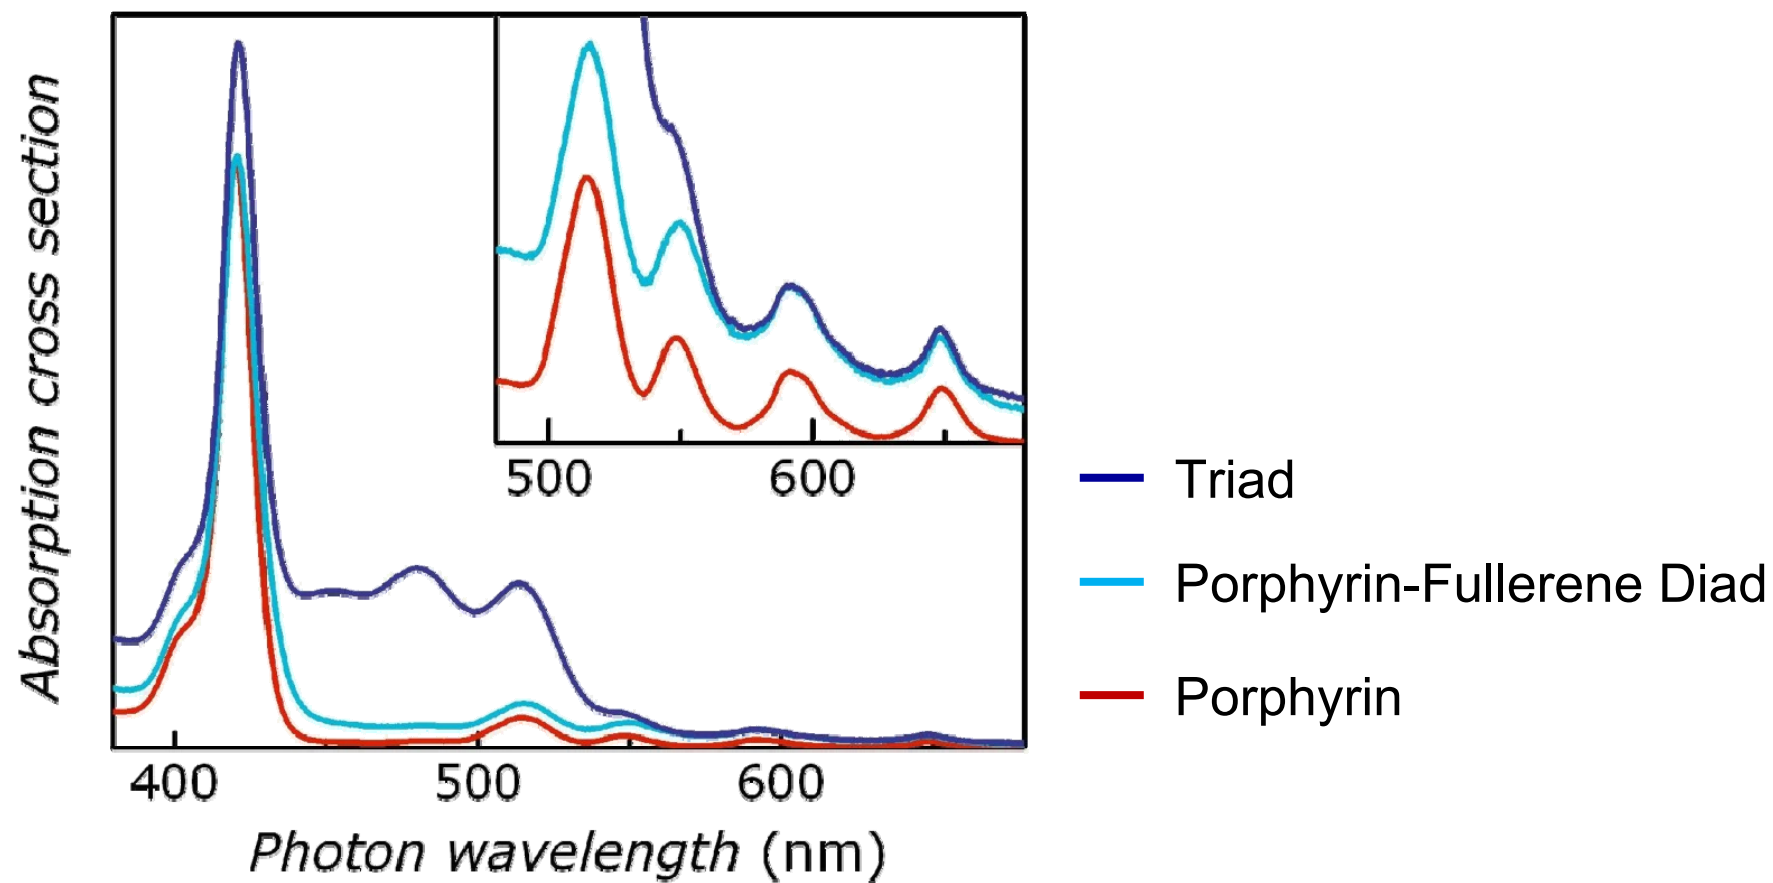 Absorption cross section
500 600
400 500 600
Photon wavelength (nm)
Triad
Porphyrin-Fullerene Diad
Porphyrin